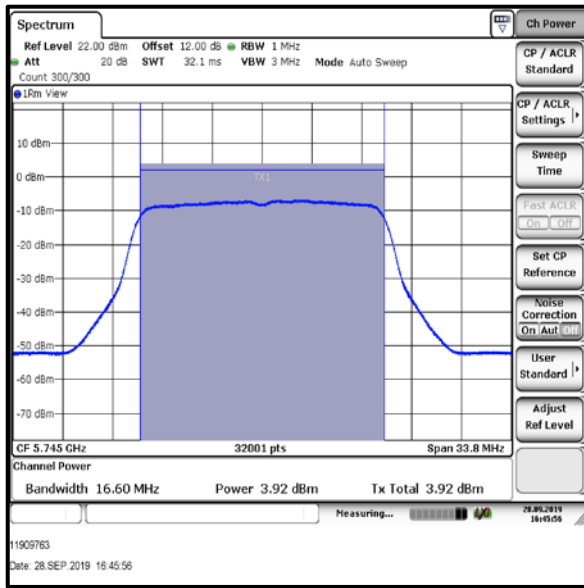 Spectrum
Ref Level 22.00 dBm Offset 12.00 dB RBW 1 MHz
Att 20 dB SWT 32.1 ms VBW 3 MHz Mode Auto Sweep
Count 300/300
1Rm View
10 dBm
0 dBm
TX1
-10 dBm
-20 dBm
-30 dBm
-40 dBm
-50 dBm
-60 dBm
-70 dBm
CF 5.745 GHz 32001 pts Span 33.8 MHz
Channel Power
Bandwidth 16.60 MHz Power 3.92 dBm Tx Total 3.92 dBm
Measuring... 28.09.2019
16:45:56
Ch Power
CP / ACLR
Standard
CP / ACLR
Settings
Sweep
Time
Fast ACLR
On Off
Set CP
Reference
Noise
Correction
On Aut Off
User
Standard
Adjust
Ref Level
11909763
Date: 28.SEP.2019 16:45:56